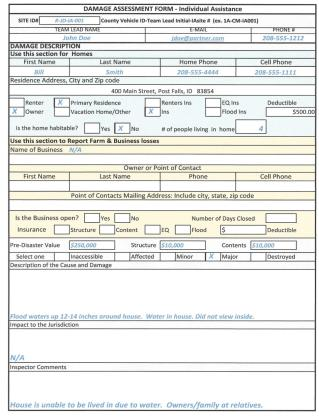 DAMAGE ASSESSMENT FORM - Individual Assistance
SITE ID# R-ID-IA-001 County Vehicle ID-Team Lead Initial-IAsite # (ex. 1A-CM-IA001)
TEAM LEAD NAME E-MAIL PHONE #
John Doe jdoe@partner.com 208-555-1212
DAMAGE DESCRIPTION
Use this section for Homes
First Name Last Name Home Phone Cell Phone
Bill Smith 208-555-4444 208-555-1111
Residence Address, City and Zip code
400 Main Street, Post Falls, ID 83854
Renter X Primary Residence Renters Ins EQ Ins Deductible
X Owner Vacation Home/Other X Ins Flood Ins $500.00
Is the home habitable? Yes X No # of people living in home 4
Use this section to Report Farm & Business losses
Name of Business N/A
Owner or Point of Contact
First Name Last Name Phone Cell Phone
Point of Contacts Mailing Address: Include city, state, zip code
Is the Business open? Yes No Number of Days Closed
Insurance Structure Content EQ Flood $ Deductible
Pre-Disaster Value $250,000 Structure $10,000 Contents $10,000
Select one Inaccessible Affected Minor X Major Destroyed
Description of the Cause and Damage
Flood waters up 12-14 inches around house. Water in house. Did not view inside.
Impact to the Jurisdiction
N/A
Inspector Comments
House is unable to be lived in due to water. Owners/family at relatives.